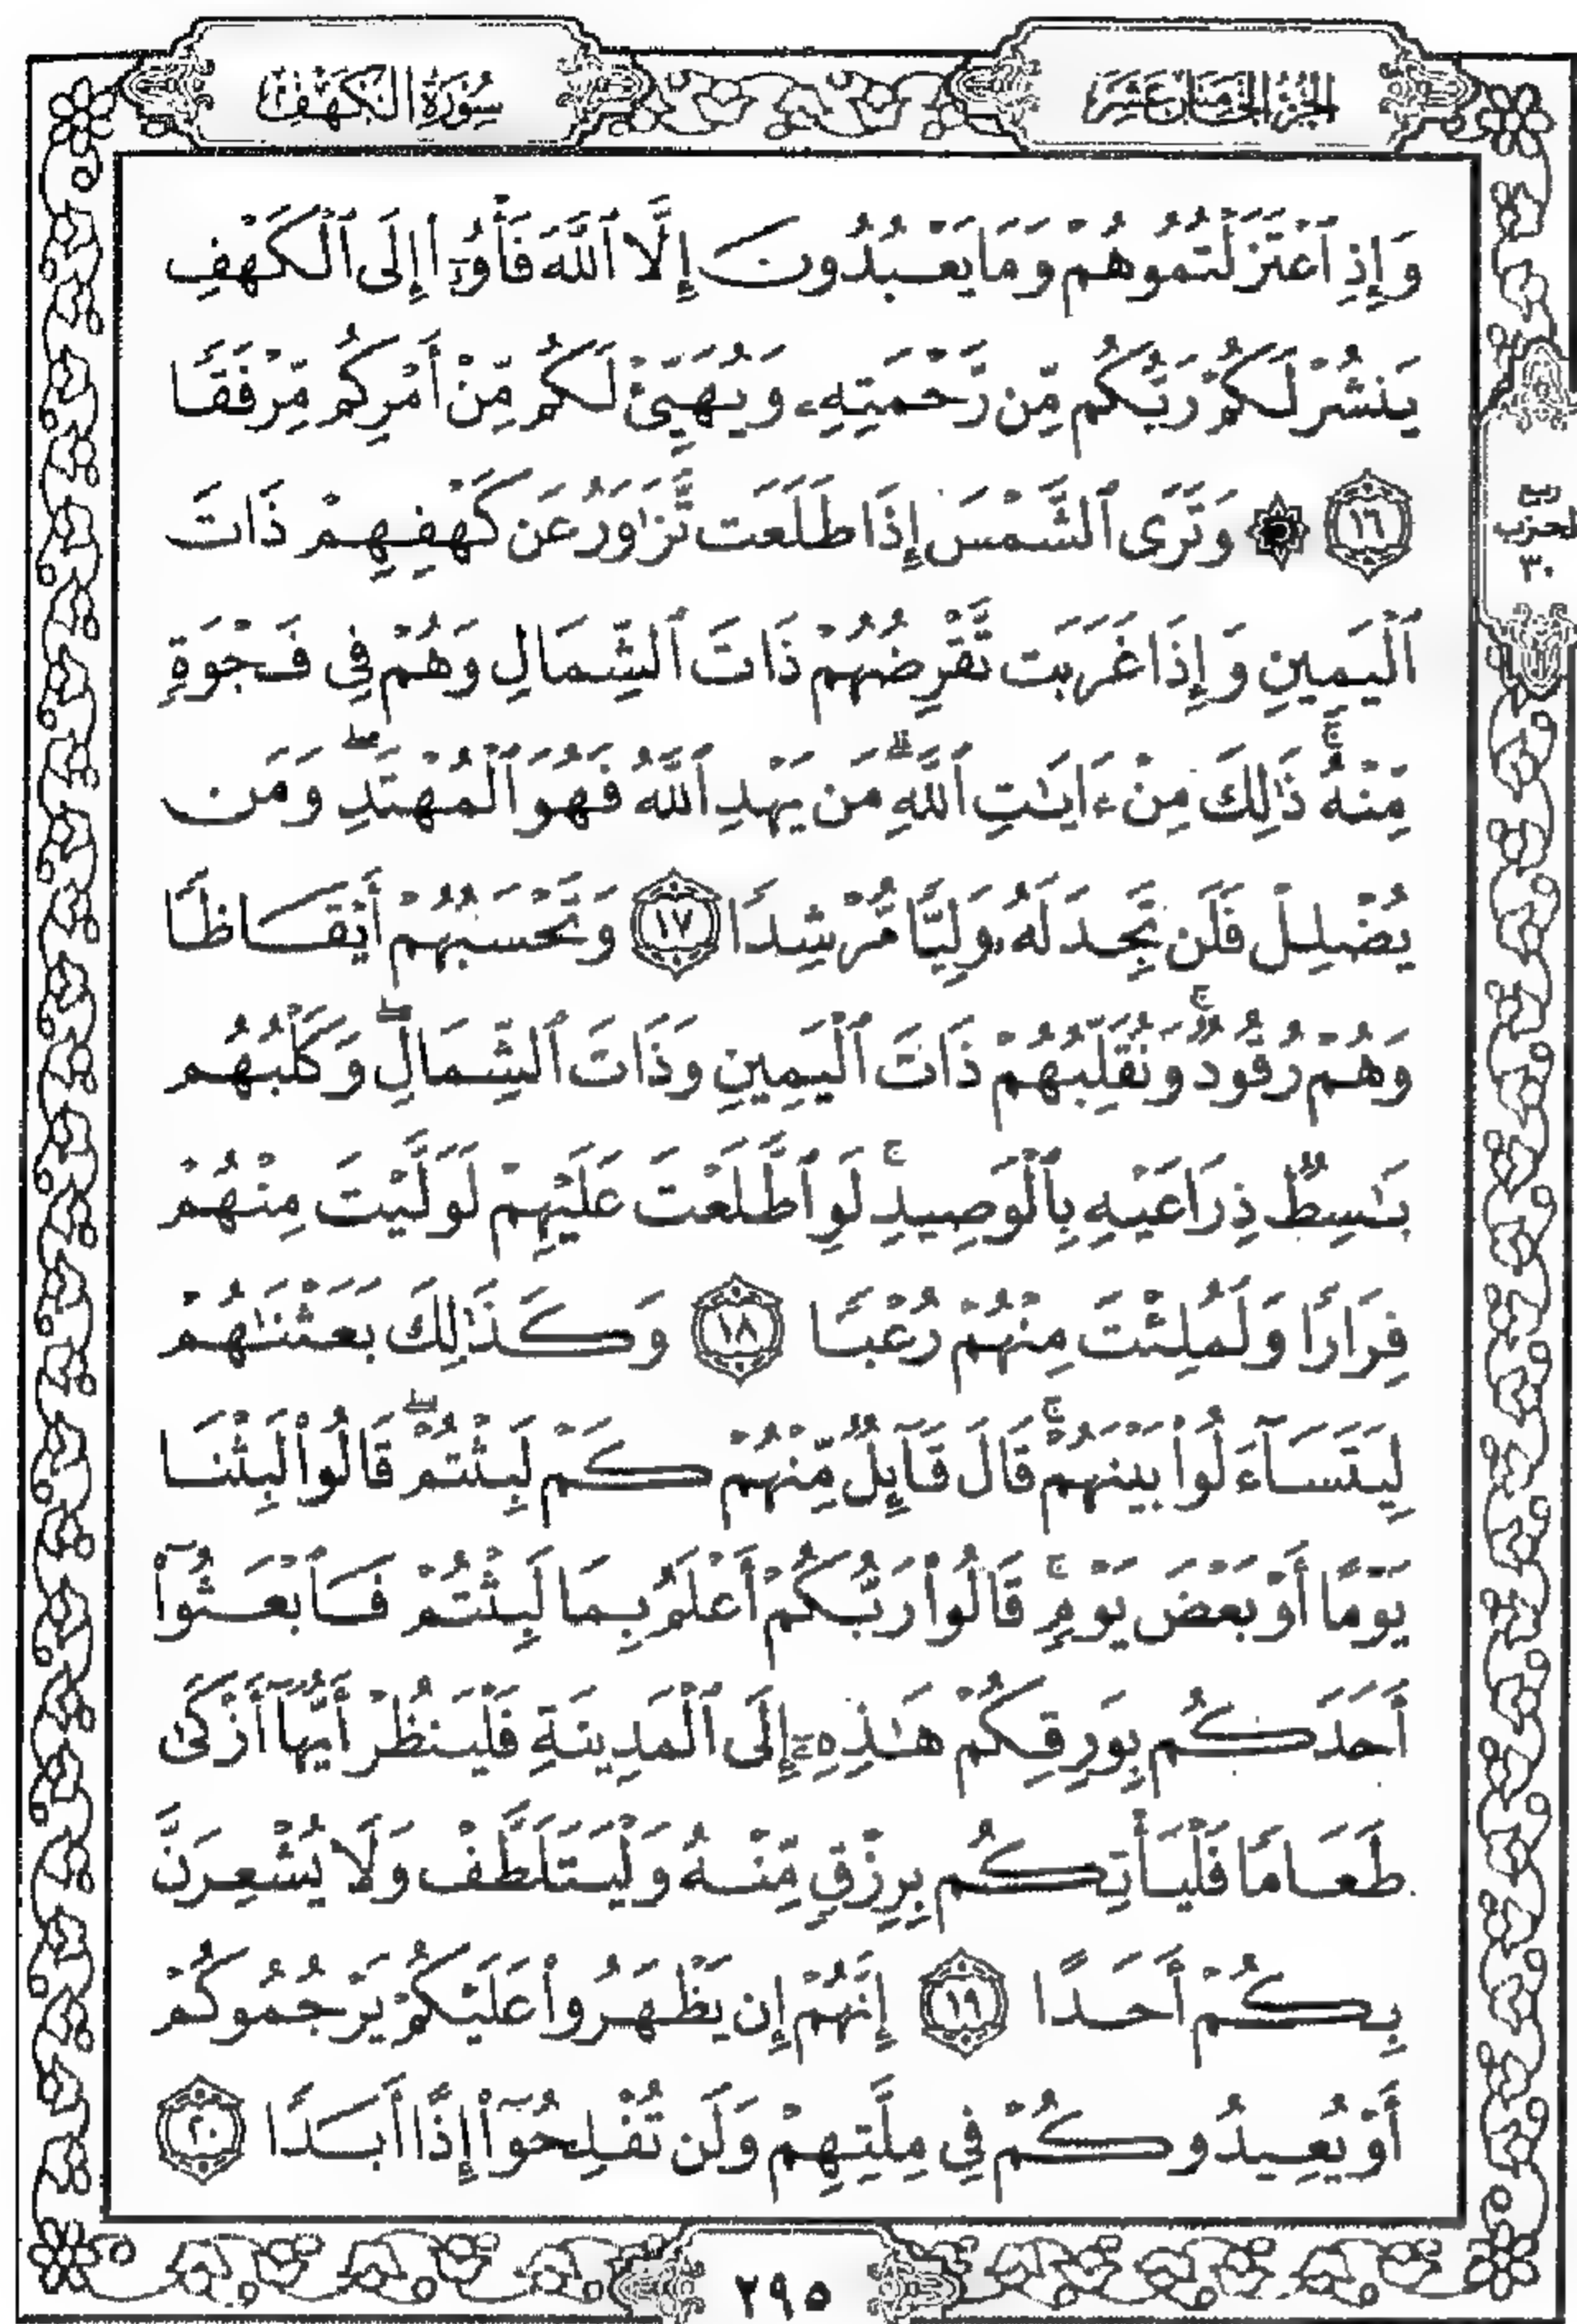 الجزء الخامس عشر
سورة الكهف
وَإِذِ ٱعْتَزَلْتُمُوهُمْ وَمَا يَعْبُدُونَ إِلَّا ٱللَّهَ فَأْوُۥٓا۟ إِلَى ٱلْكَهْفِ
يَنشُرْ لَكُمْ رَبُّكُم مِّن رَّحْمَتِهِۦ وَيُهَيِّئْ لَكُم مِّنْ أَمْرِكُم مِّرْفَقًا
١٦ ۞ وَتَرَى ٱلشَّمْسَ إِذَا طَلَعَت تَّزَٰوَرُ عَن كَهْفِهِمْ ذَاتَ
ربع
الحزب
٣٠
ٱلْيَمِينِ وَإِذَا غَرَبَت تَّقْرِضُهُمْ ذَاتَ ٱلشِّمَالِ وَهُمْ فِى فَجْوَةٍ
مِّنْهُ ۚ ذَٰلِكَ مِنْ ءَايَٰتِ ٱللَّهِ ۗ مَن يَهْدِ ٱللَّهُ فَهُوَ ٱلْمُهْتَدِ ۖ وَمَن
يُضْلِلْ فَلَن تَجِدَ لَهُۥ وَلِيًّا مُّرْشِدًا ١٧ وَتَحْسَبُهُمْ أَيْقَاظًا
وَهُمْ رُقُودٌ ۚ وَنُقَلِّبُهُمْ ذَاتَ ٱلْيَمِينِ وَذَاتَ ٱلشِّمَالِ ۖ وَكَلْبُهُم
بَٰسِطٌ ذِرَاعَيْهِ بِٱلْوَصِيدِ ۚ لَوِ ٱطَّلَعْتَ عَلَيْهِمْ لَوَلَّيْتَ مِنْهُمْ
فِرَارًا وَلَمُلِئْتَ مِنْهُمْ رُعْبًا ١٨ وَكَذَٰلِكَ بَعَثْنَٰهُمْ
لِيَتَسَآءَلُوا۟ بَيْنَهُمْ ۚ قَالَ قَآئِلٌ مِّنْهُمْ كَمْ لَبِثْتُمْ ۖ قَالُوا۟ لَبِثْنَا
يَوْمًا أَوْ بَعْضَ يَوْمٍ ۚ قَالُوا۟ رَبُّكُمْ أَعْلَمُ بِمَا لَبِثْتُمْ فَٱبْعَثُوٓا۟
أَحَدَكُم بِوَرِقِكُمْ هَٰذِهِۦٓ إِلَى ٱلْمَدِينَةِ فَلْيَنظُرْ أَيُّهَآ أَزْكَىٰ
طَعَامًا فَلْيَأْتِكُم بِرِزْقٍ مِّنْهُ وَلْيَتَلَطَّفْ وَلَا يُشْعِرَنَّ
بِكُمْ أَحَدًا ١٩ إِنَّهُمْ إِن يَظْهَرُوا۟ عَلَيْكُمْ يَرْجُمُوكُمْ
أَوْ يُعِيدُوكُمْ فِى مِلَّتِهِمْ وَلَن تُفْلِحُوٓا۟ إِذًا أَبَدًا ٢٠
٢٩٥